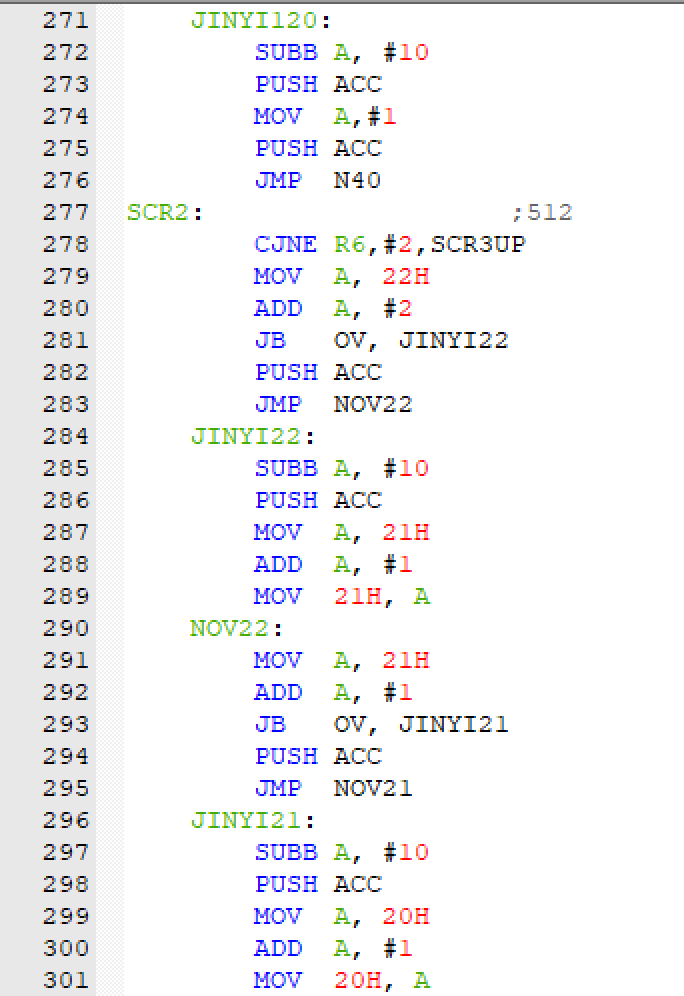 271 JINYI120:
272 SUBB A, #10
273 PUSH ACC
274 MOV A,#1
275 PUSH ACC
276 JMP N40
277 SCR2: ;512
278 CJNE R6,#2,SCR3UP
279 MOV A, 22H
280 ADD A, #2
281 JB OV, JINYI22
282 PUSH ACC
283 JMP NOV22
284 JINYI22:
285 SUBB A, #10
286 PUSH ACC
287 MOV A, 21H
288 ADD A, #1
289 MOV 21H, A
290 NOV22:
291 MOV A, 21H
292 ADD A, #1
293 JB OV, JINYI21
294 PUSH ACC
295 JMP NOV21
296 JINYI21:
297 SUBB A, #10
298 PUSH ACC
299 MOV A, 20H
300 ADD A, #1
301 MOV 20H, A